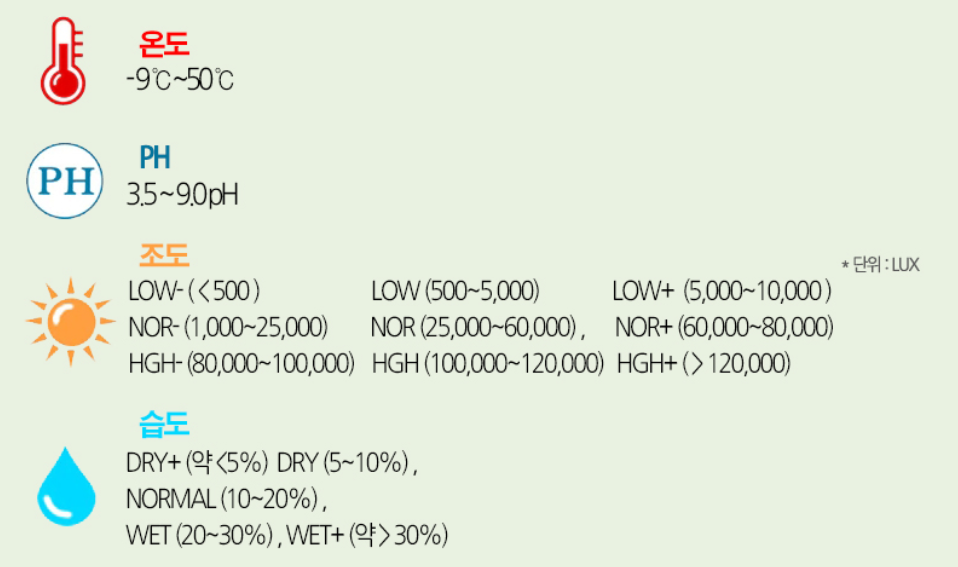 온도
-9℃~50℃
PH
PH
3.5~9.0pH
조도
* 단위 : LUX
LOW- (<500) LOW (500~5,000) LOW+ (5,000~10,000)
NOR- (1,000~25,000) NOR (25,000~60,000) , NOR+ (60,000~80,000)
HGH- (80,000~100,000) HGH (100,000~120,000) HGH+ (>120,000)
습도
DRY+ (약<5%) DRY (5~10%) ,
NORMAL (10~20%) ,
WET (20~30%) , WET+ (약>30%)